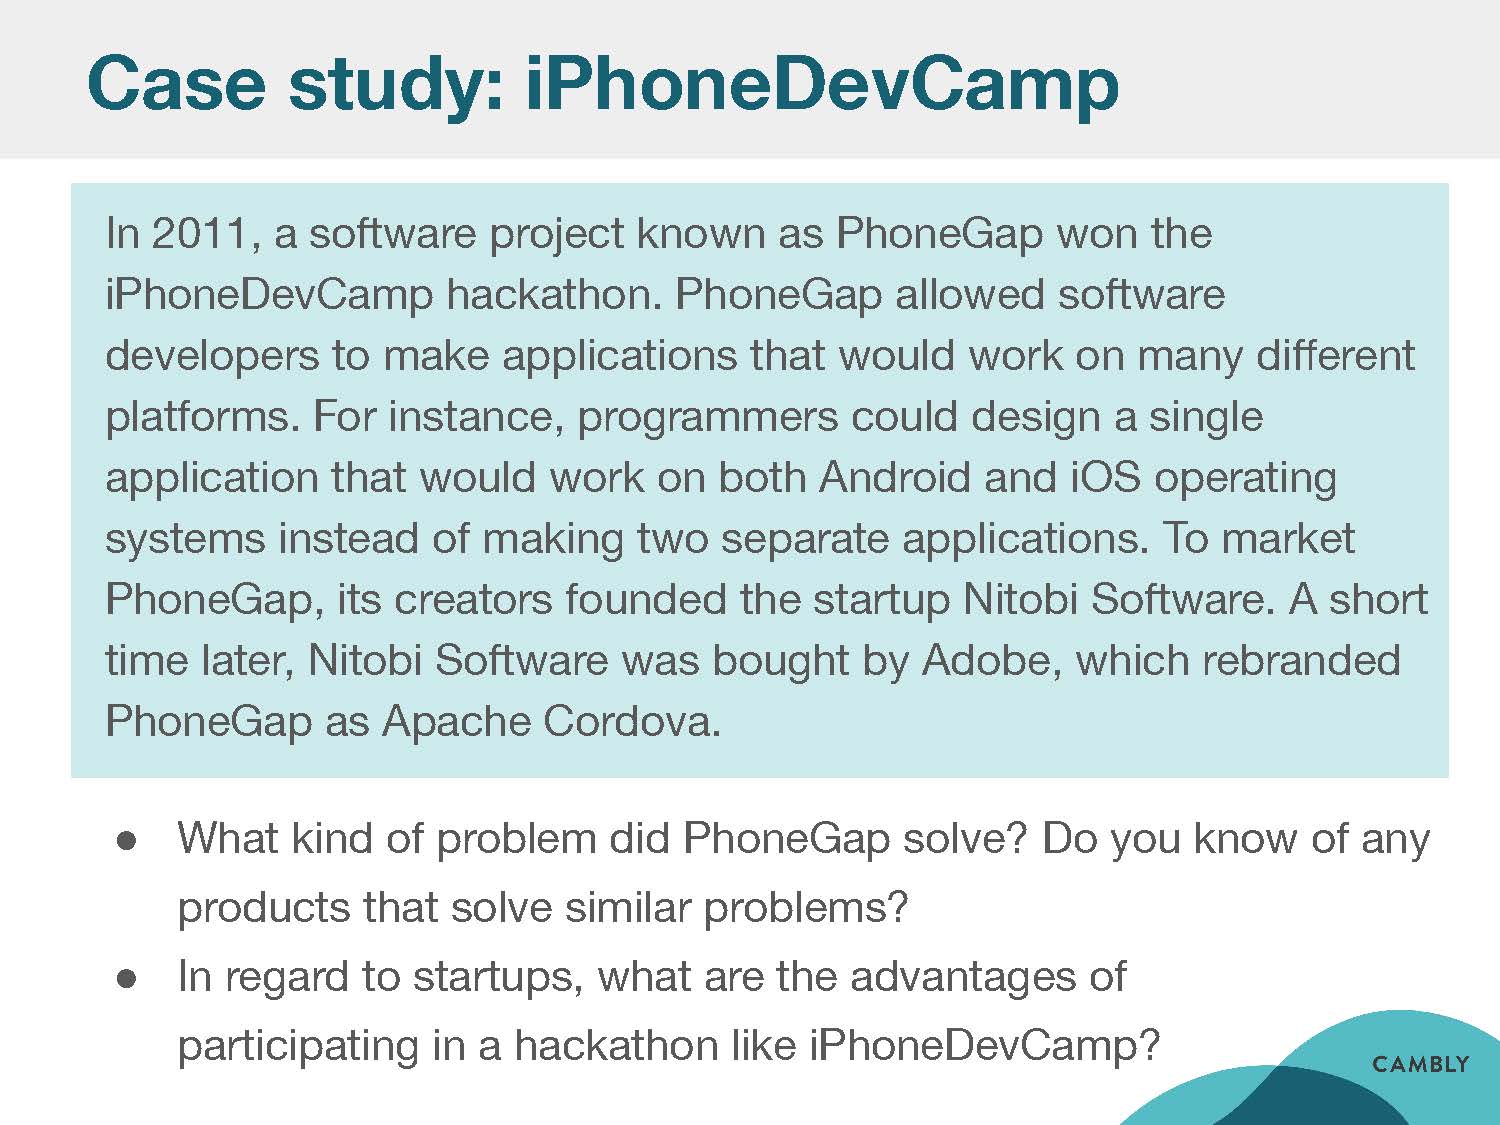 Case study: iPhoneDevCamp
In 2011, a software project known as PhoneGap won the
iPhoneDevCamp hackathon. PhoneGap allowed software
developers to make applications that would work on many different
platforms. For instance, programmers could design a single
application that would work on both Android and iOS operating
systems instead of making two separate applications. To market
PhoneGap, its creators founded the startup Nitobi Software. A short
time later, Nitobi Software was bought by Adobe, which rebranded
PhoneGap as Apache Cordova.
● What kind of problem did PhoneGap solve? Do you know of any
products that solve similar problems?
● In regard to startups, what are the advantages of
participating in a hackathon like iPhoneDevCamp?
CAMBLY